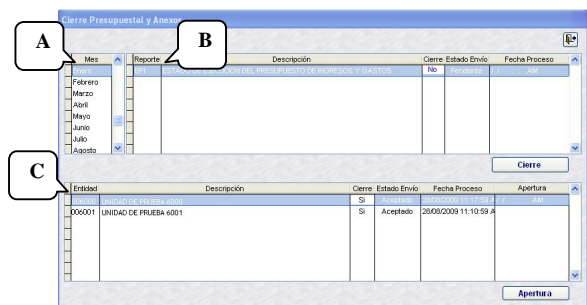 Cierre Presupuestal y Anexos
A
B
Mes Reporte Descripción Cierre Estado Envío Fecha Proceso
Enero EP1 ESTADO DE EJECUCION DEL PRESUPUESTO DE INGRESOS Y GASTOS No Pendiente / / AM
Febrero
Marzo
Abril
Mayo
Junio
Julio
Agosto
Cierre
C
Entidad Descripción Cierre Estado Envío Fecha Proceso Apertura
006000 UNIDAD DE PRUEBA 6000 Si Aceptado 28/08/2009 11:17:59 A / / : : AM
006001 UNIDAD DE PRUEBA 6001 Si Aceptado 28/08/2009 11:10:59 A
Apertura